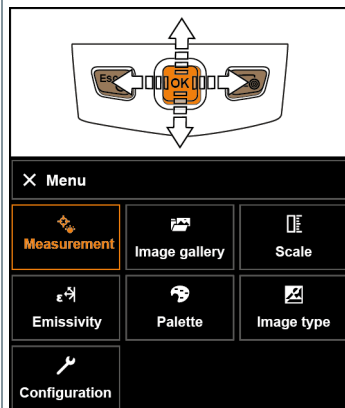 Esc
OK
Menu
Measurement
Image gallery
Scale
Emissivity
Palette
Image type
Configuration